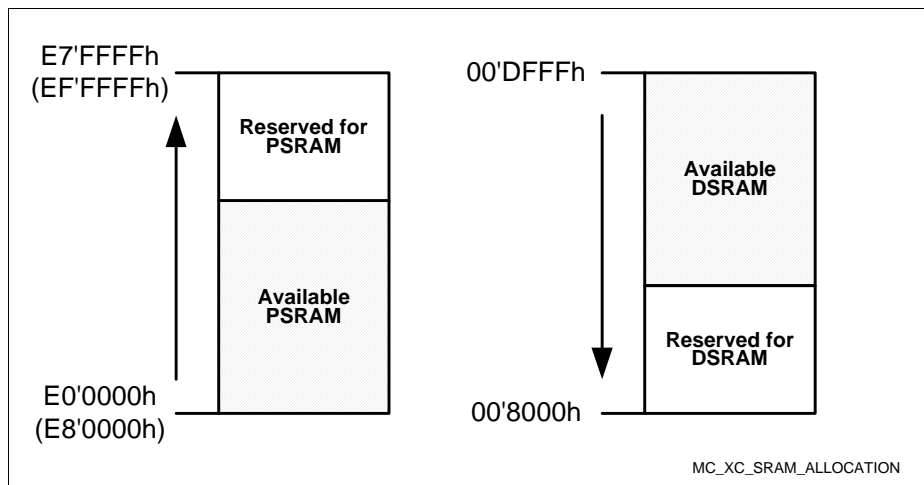 E7'FFFFh
(EF'FFFFh)
Reserved for
PSRAM
Available
PSRAM
E0'0000h
(E8'0000h)
00'DFFFh
Available
DSRAM
Reserved for
DSRAM
00'8000h
MC_XC_SRAM_ALLOCATION